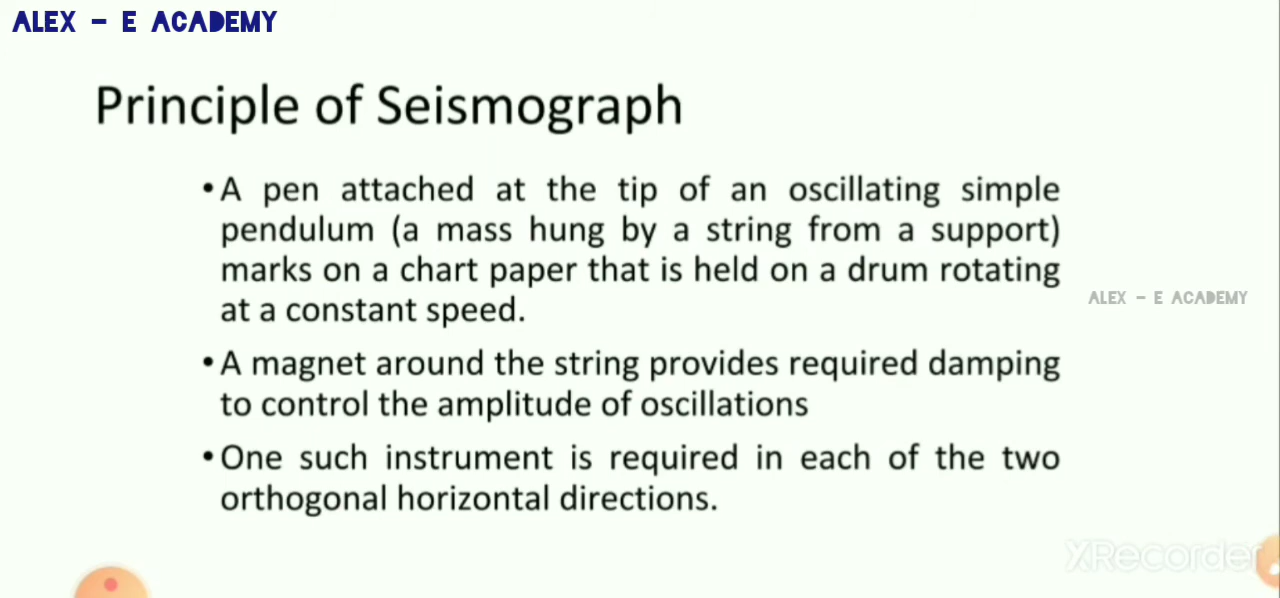 ALEX - E ACADEMY
Principle of Seismograph
• A pen attached at the tip of an oscillating simple
pendulum (a mass hung by a string from a support)
marks on a chart paper that is held on a drum rotating
at a constant speed.
ALEX - E ACADEMY
• A magnet around the string provides required damping
to control the amplitude of oscillations
• One such instrument is required in each of the two
orthogonal horizontal directions.
XRecorder